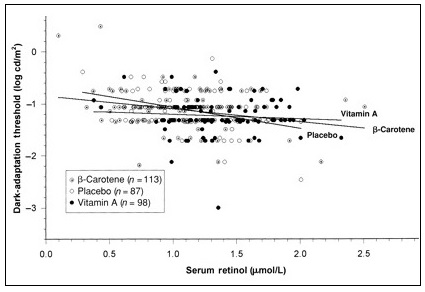 Dark-adaptation threshold (log cd/m²)
0
–1
–2
–3
Vitamin A
β-Carotene
Placebo
β-Carotene (n = 113)
Placebo (n = 87)
Vitamin A (n = 98)
0.0 0.5 1.0 1.5 2.0 2.5
Serum retinol (μmol/L)